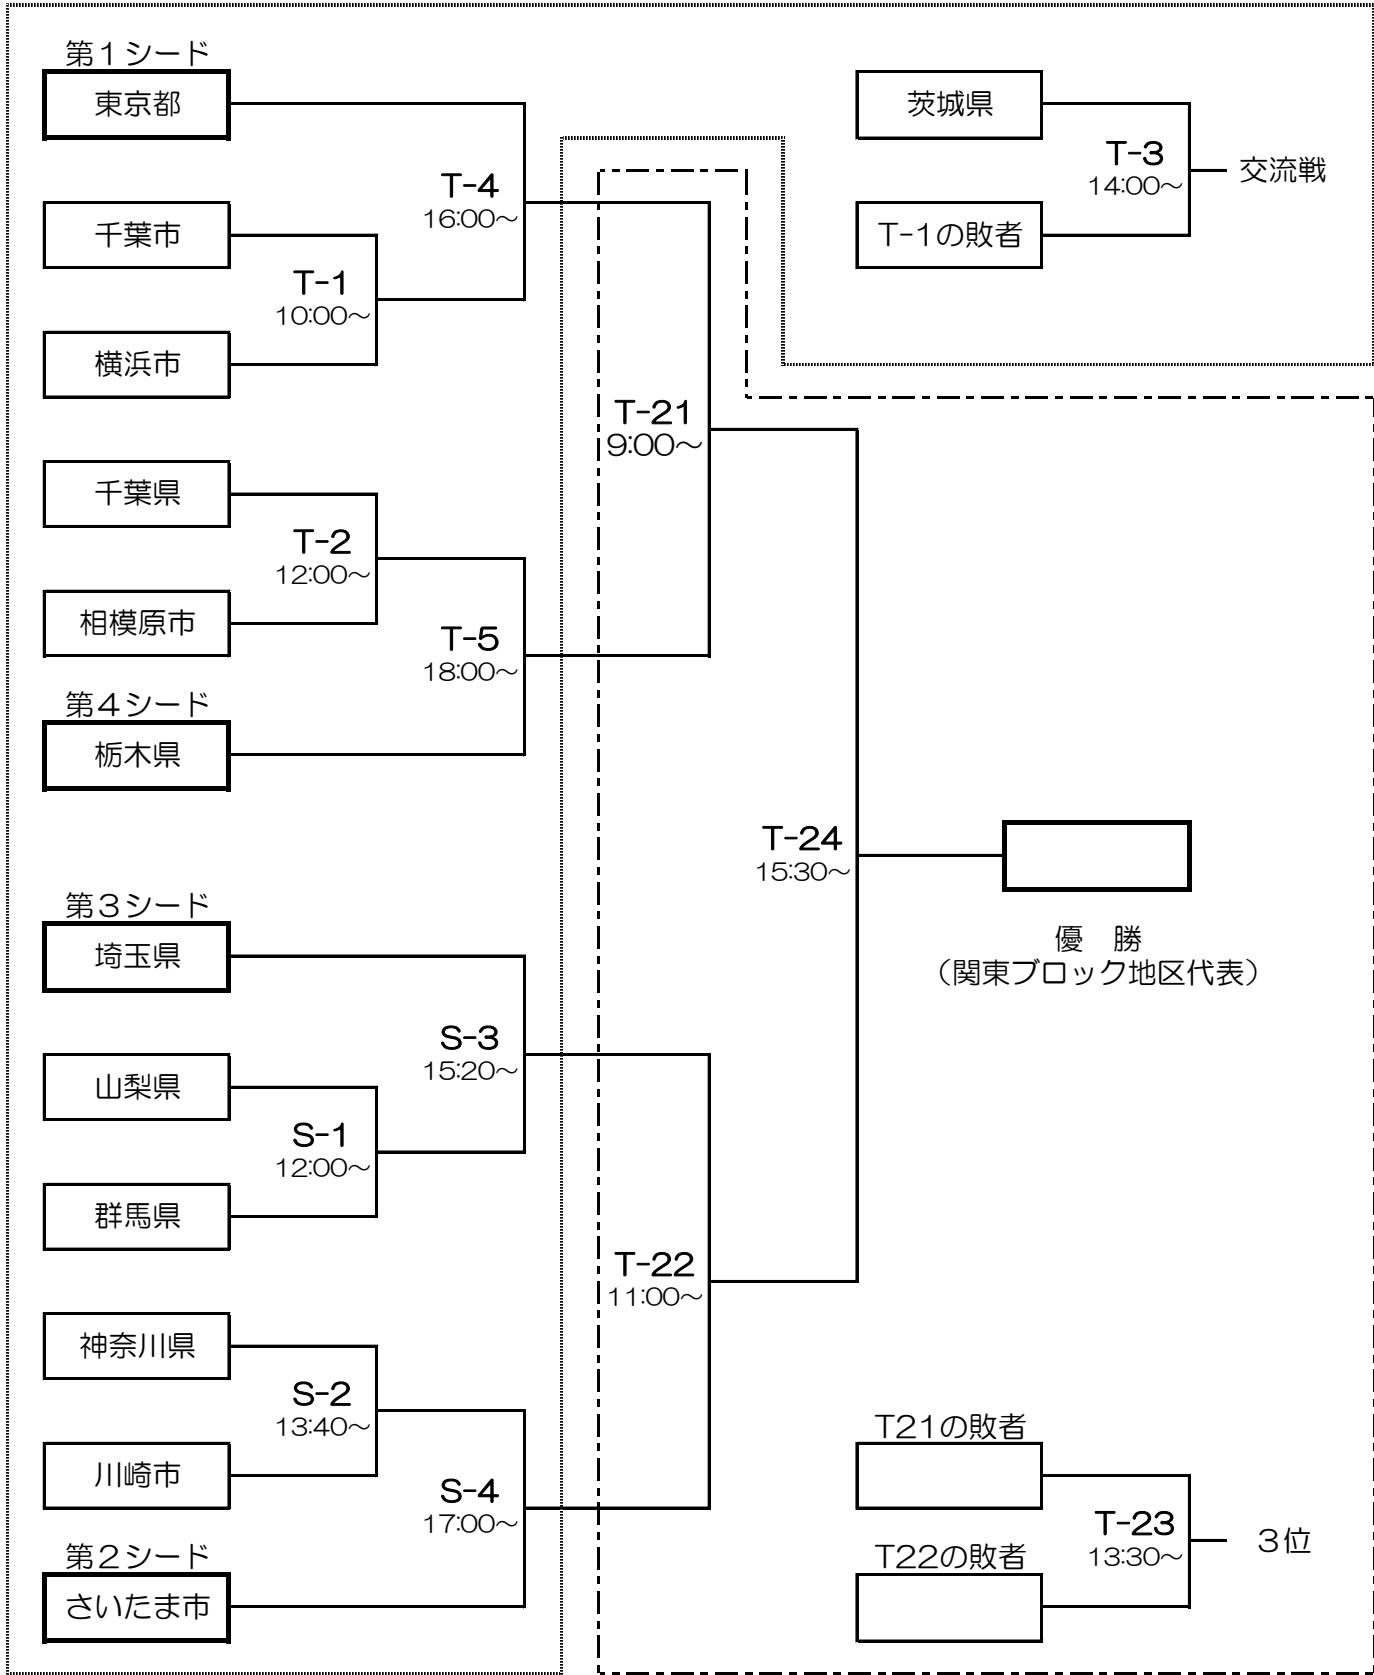 第1シード
東京都
千葉市
横浜市
T-1
10:00～
T-4
16:00～
千葉県
相模原市
T-2
12:00～
第4シード
栃木県
T-5
18:00～
T-21
9:00～
第3シード
埼玉県
山梨県
群馬県
S-1
12:00～
S-3
15:20～
神奈川県
川崎市
S-2
13:40～
第2シード
さいたま市
S-4
17:00～
T-22
11:00～
T-24
15:30～
優　勝
（関東ブロック地区代表）
茨城県
T-1の敗者
T-3
14:00～
交流戦
T21の敗者
T22の敗者
T-23
13:30～
3位